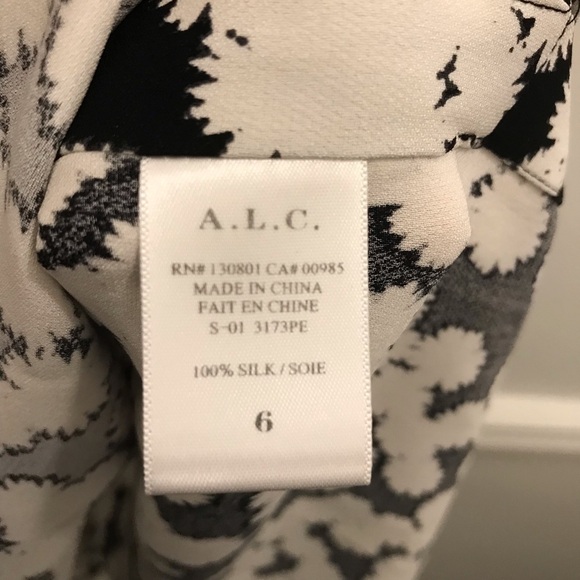 A.L.C.
RN# 130801 CA# 00985
MADE IN CHINA
FAIT EN CHINE
S-01 3173PE
100% SILK / SOIE
6